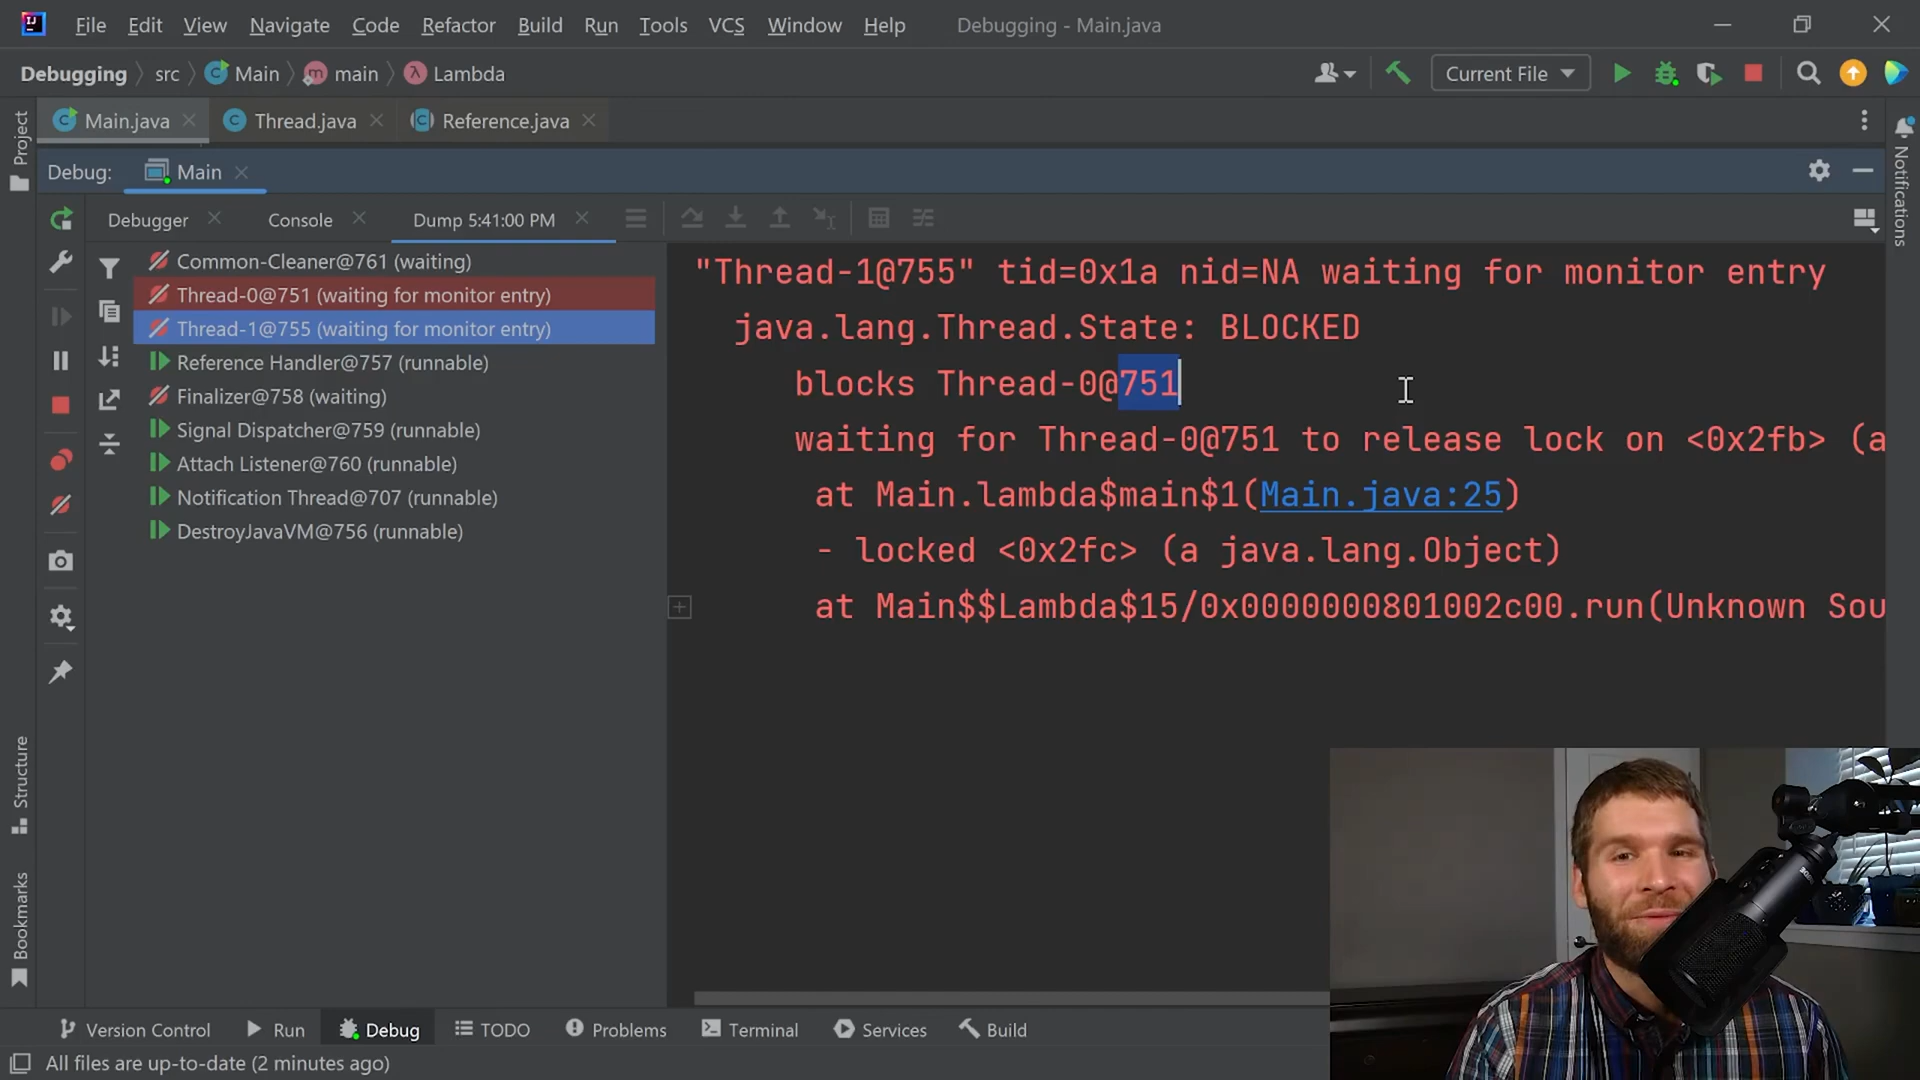 File Edit View Navigate Code Refactor Build Run Tools VCS Window Help Debugging - Main.java
Debugging src Main main Lambda Current File
Project
Main.java Thread.java Reference.java
Notifications
Debug: Main
Debugger Console Dump 5:41:00 PM
Common-Cleaner@761 (waiting)
Thread-0@751 (waiting for monitor entry)
Thread-1@755 (waiting for monitor entry)
Reference Handler@757 (runnable)
Finalizer@758 (waiting)
Signal Dispatcher@759 (runnable)
Attach Listener@760 (runnable)
Notification Thread@707 (runnable)
DestroyJavaVM@756 (runnable)
"Thread-1@755" tid=0x1a nid=NA waiting for monitor entry
java.lang.Thread.State: BLOCKED
blocks Thread-0@751
waiting for Thread-0@751 to release lock on <0x2fb> (a
at Main.lambda$main$1(Main.java:25)
- locked <0x2fc> (a java.lang.Object)
at Main$$Lambda$15/0x0000000801002c00.run(Unknown Sou
Structure
Bookmarks
Version Control Run Debug TODO Problems Terminal Services Build
All files are up-to-date (2 minutes ago)